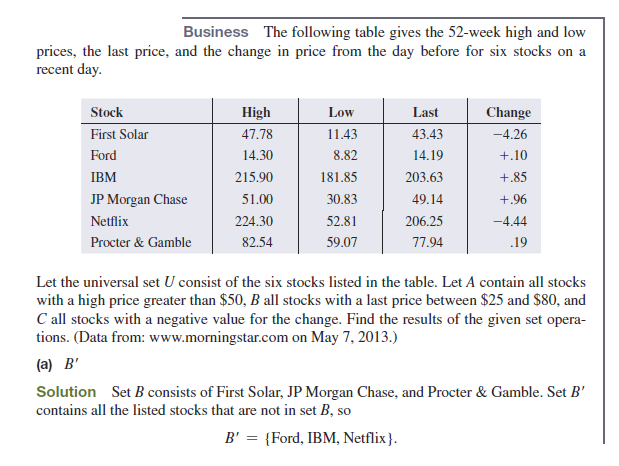 Business The following table gives the 52-week high and low
prices, the last price, and the change in price from the day before for six stocks on a
recent day.
Stock High Low Last Change
First Solar 47.78 11.43 43.43 −4.26
Ford 14.30 8.82 14.19 +.10
IBM 215.90 181.85 203.63 +.85
JP Morgan Chase 51.00 30.83 49.14 +.96
Netflix 224.30 52.81 206.25 −4.44
Procter & Gamble 82.54 59.07 77.94 .19
Let the universal set U consist of the six stocks listed in the table. Let A contain all stocks
with a high price greater than $50, B all stocks with a last price between $25 and $80, and
C all stocks with a negative value for the change. Find the results of the given set opera-
tions. (Data from: www.morningstar.com on May 7, 2013.)
(a) B′
Solution Set B consists of First Solar, JP Morgan Chase, and Procter & Gamble. Set B′
contains all the listed stocks that are not in set B, so
B′ = {Ford, IBM, Netflix}.